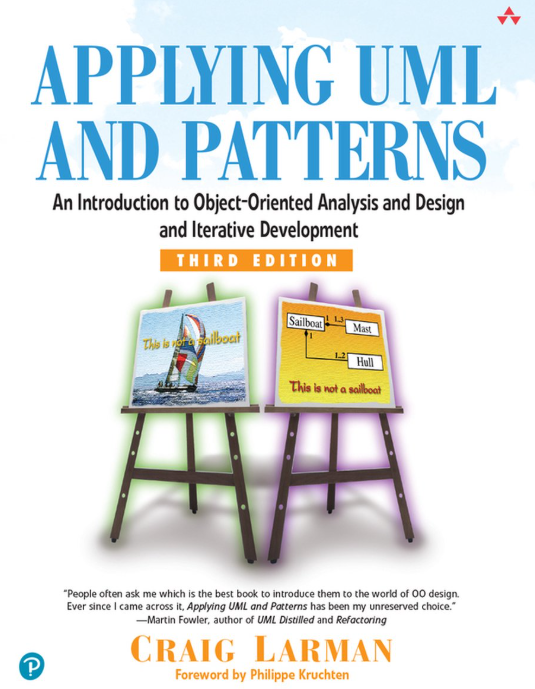 APPLYING UML
AND PATTERNS
An Introduction to Object-Oriented Analysis and Design
and Iterative Development
THIRD EDITION
This is not a sailboat
Sailboat 1 1..3 Mast
1
1..2 Hull
This is not a sailboat
"People often ask me which is the best book to introduce them to the world of OO design.
Ever since I came across it, Applying UML and Patterns has been my unreserved choice."
—Martin Fowler, author of UML Distilled and Refactoring
CRAIG LARMAN
Foreword by Philippe Kruchten
P